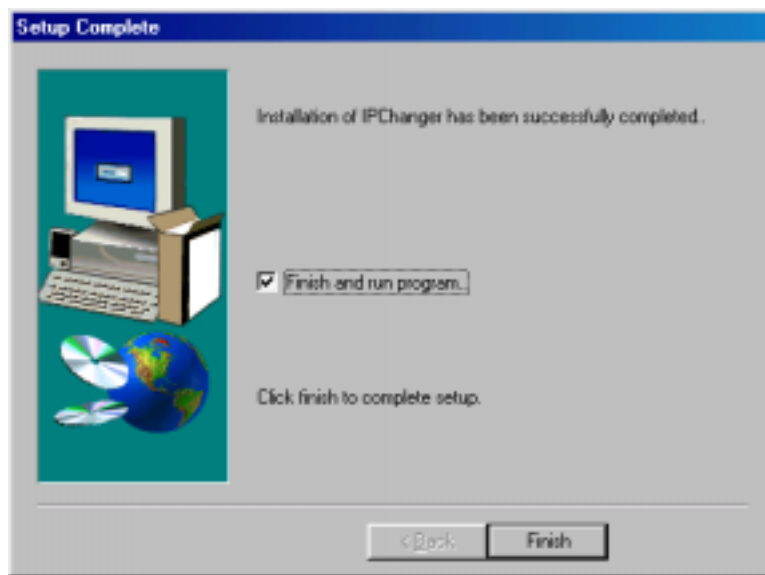 Setup Complete
Installation of IPChanger has been successfully completed..
Finish and run program..
Click finish to complete setup.
< Back
Finish